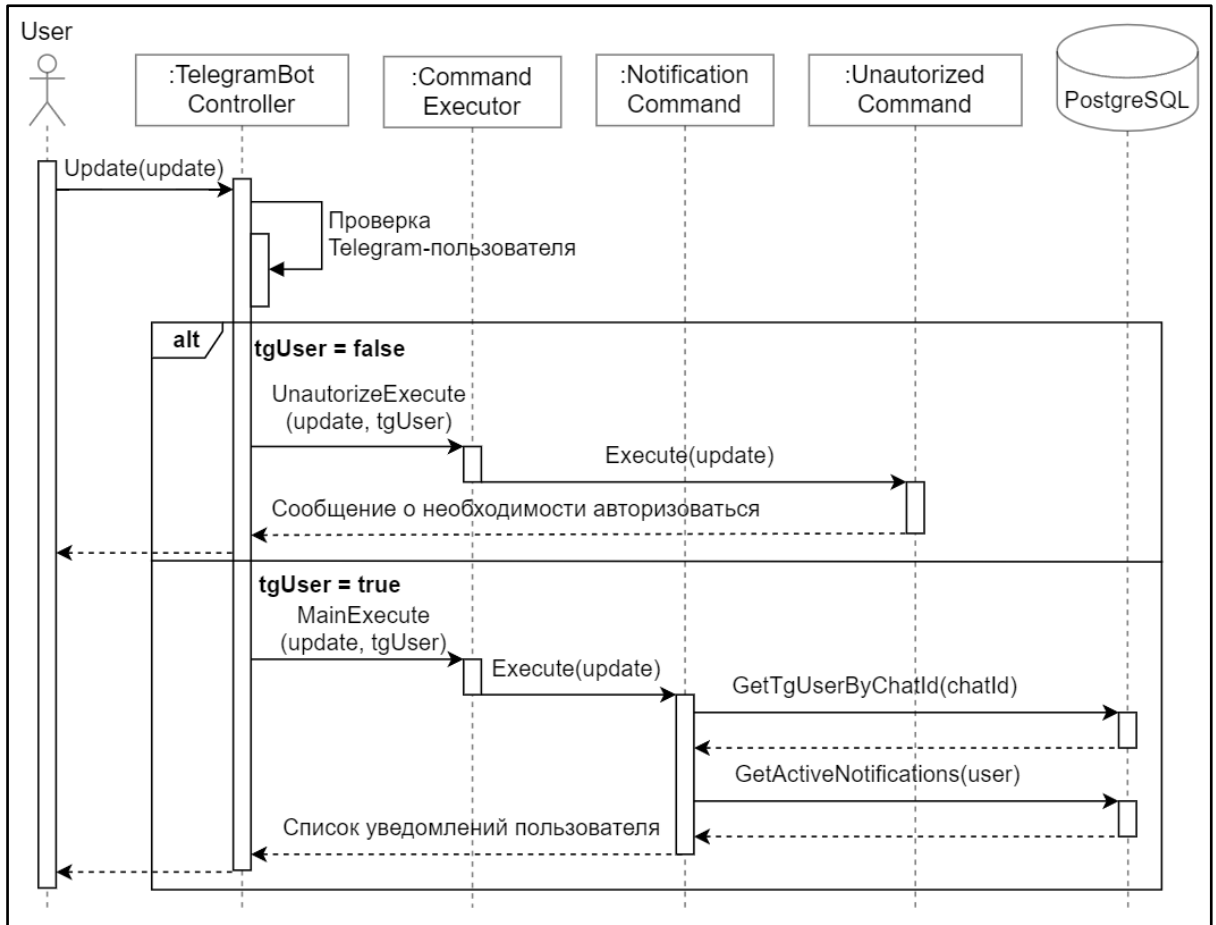 User
:TelegramBot
Controller
:Command
Executor
:Notification
Command
:Unautorized
Command
PostgreSQL
Update(update)
Проверка
Telegram-пользователя
alt
tgUser = false
UnautorizeExecute
(update, tgUser)
Execute(update)
Сообщение о необходимости авторизоваться
tgUser = true
MainExecute
(update, tgUser)
Execute(update)
GetTgUserByChatId(chatId)
GetActiveNotifications(user)
Список уведомлений пользователя